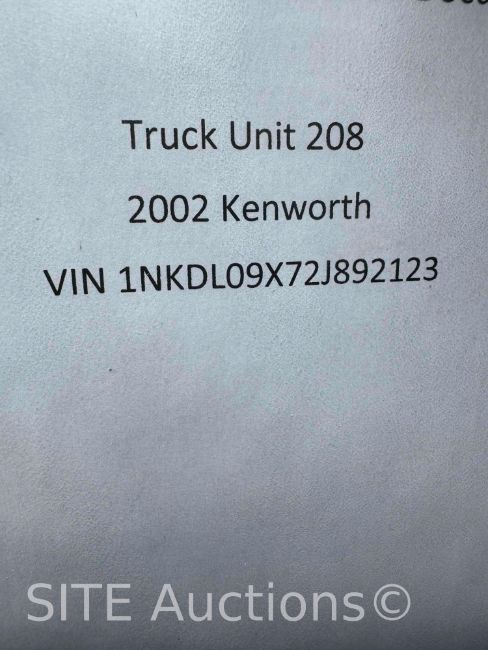 Truck Unit 208
2002 Kenworth
VIN 1NKDL09X72J892123
SITE Auctions©